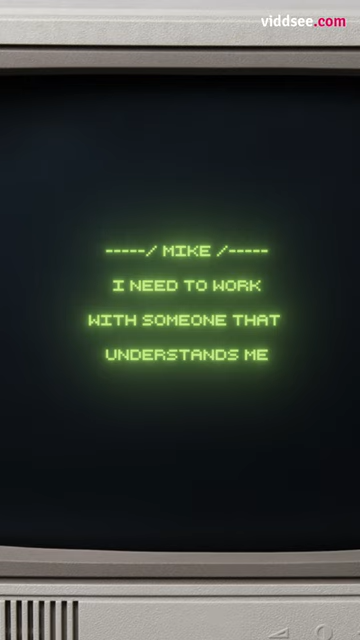 viddsee.com
-----/ MIKE /-----
I NEED TO WORK
WITH SOMEONE THAT
UNDERSTANDS ME